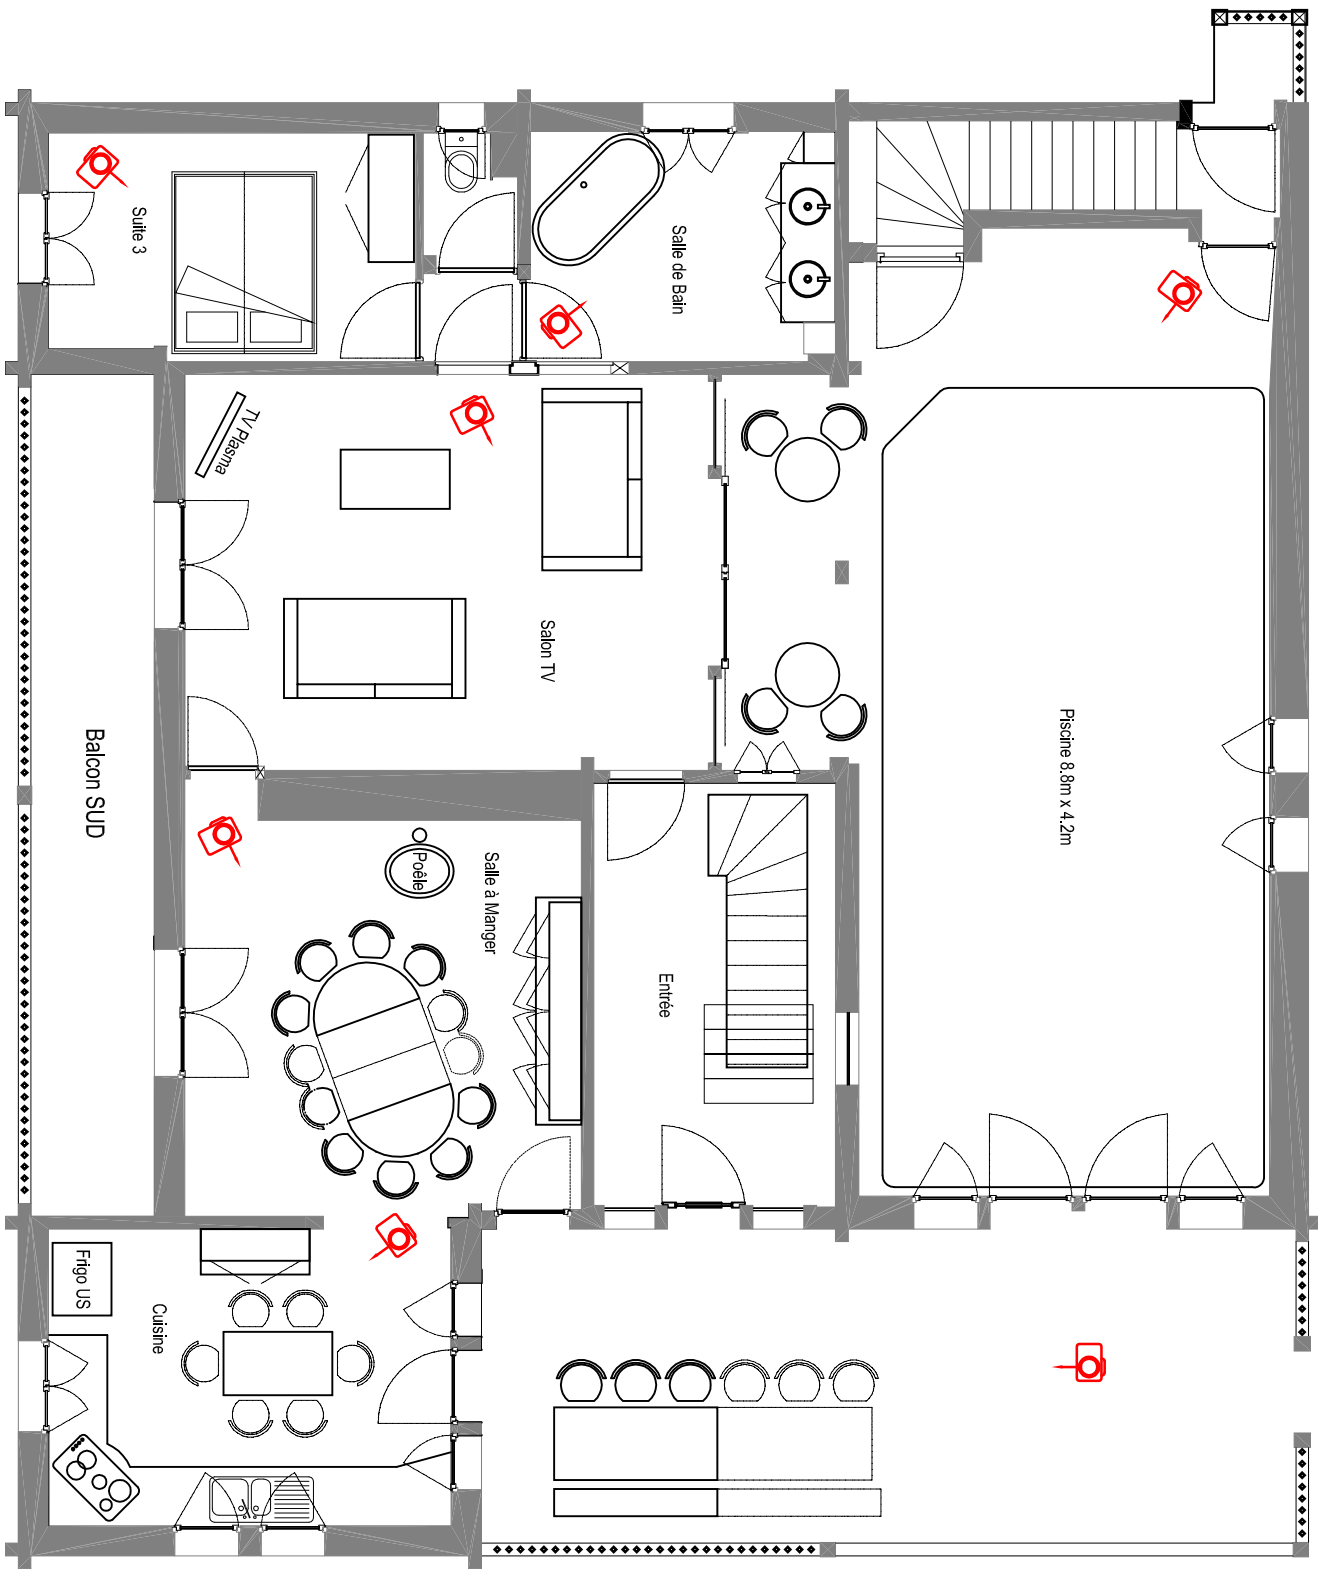 Suite 3
Salle de Bain
TV Plasma
Salon TV
Piscine 8.8m x 4.2m
Balcon SUD
Poêle
Salle à Manger
Entrée
Frigo US
Cuisine